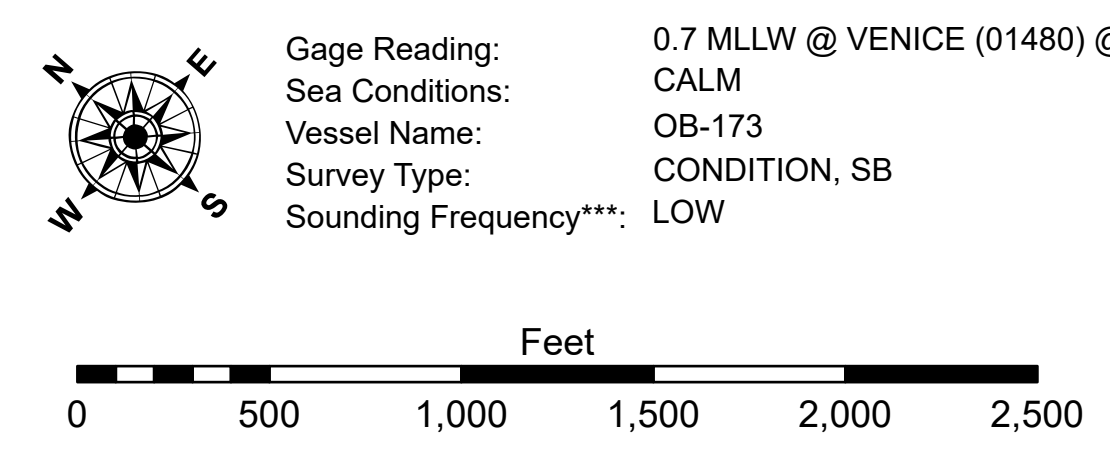 N E
W S
Gage Reading: 0.7 MLLW @ VENICE (01480) @
Sea Conditions: CALM
Vessel Name: OB-173
Survey Type: CONDITION, SB
Sounding Frequency***: LOW
Feet
0 500 1,000 1,500 2,000 2,500